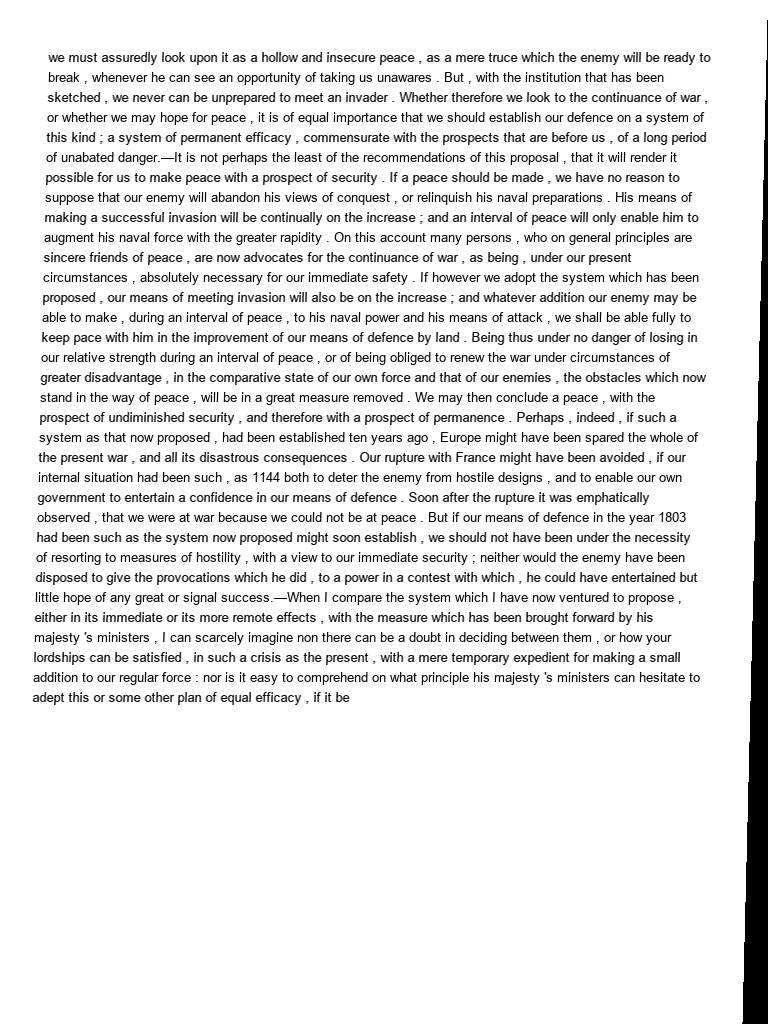 we must assuredly look upon it as a hollow and insecure peace , as a mere truce which the enemy will be ready to
break , whenever he can see an opportunity of taking us unawares . But , with the institution that has been
sketched , we never can be unprepared to meet an invader . Whether therefore we look to the continuance of war ,
or whether we may hope for peace , it is of equal importance that we should establish our defence on a system of
this kind ; a system of permanent efficacy , commensurate with the prospects that are before us , of a long period
of unabated danger.—It is not perhaps the least of the recommendations of this proposal , that it will render it
possible for us to make peace with a prospect of security . If a peace should be made , we have no reason to
suppose that our enemy will abandon his views of conquest , or relinquish his naval preparations . His means of
making a successful invasion will be continually on the increase ; and an interval of peace will only enable him to
augment his naval force with the greater rapidity . On this account many persons , who on general principles are
sincere friends of peace , are now advocates for the continuance of war , as being , under our present
circumstances , absolutely necessary for our immediate safety . If however we adopt the system which has been
proposed , our means of meeting invasion will also be on the increase ; and whatever addition our enemy may be
able to make , during an interval of peace , to his naval power and his means of attack , we shall be able fully to
keep pace with him in the improvement of our means of defence by land . Being thus under no danger of losing in
our relative strength during an interval of peace , or of being obliged to renew the war under circumstances of
greater disadvantage , in the comparative state of our own force and that of our enemies , the obstacles which now
stand in the way of peace , will be in a great measure removed . We may then conclude a peace , with the
prospect of undiminished security , and therefore with a prospect of permanence . Perhaps , indeed , if such a
system as that now proposed , had been established ten years ago , Europe might have been spared the whole of
the present war , and all its disastrous consequences . Our rupture with France might have been avoided , if our
internal situation had been such , as 1144 both to deter the enemy from hostile designs , and to enable our own
government to entertain a confidence in our means of defence . Soon after the rupture it was emphatically
observed , that we were at war because we could not be at peace . But if our means of defence in the year 1803
had been such as the system now proposed might soon establish , we should not have been under the necessity
of resorting to measures of hostility , with a view to our immediate security ; neither would the enemy have been
disposed to give the provocations which he did , to a power in a contest with which , he could have entertained but
little hope of any great or signal success.—When I compare the system which I have now ventured to propose ,
either in its immediate or its more remote effects , with the measure which has been brought forward by his
majesty 's ministers , I can scarcely imagine non there can be a doubt in deciding between them , or how your
lordships can be satisfied , in such a crisis as the present , with a mere temporary expedient for making a small
addition to our regular force : nor is it easy to comprehend on what principle his majesty 's ministers can hesitate to
adept this or some other plan of equal efficacy , if it be